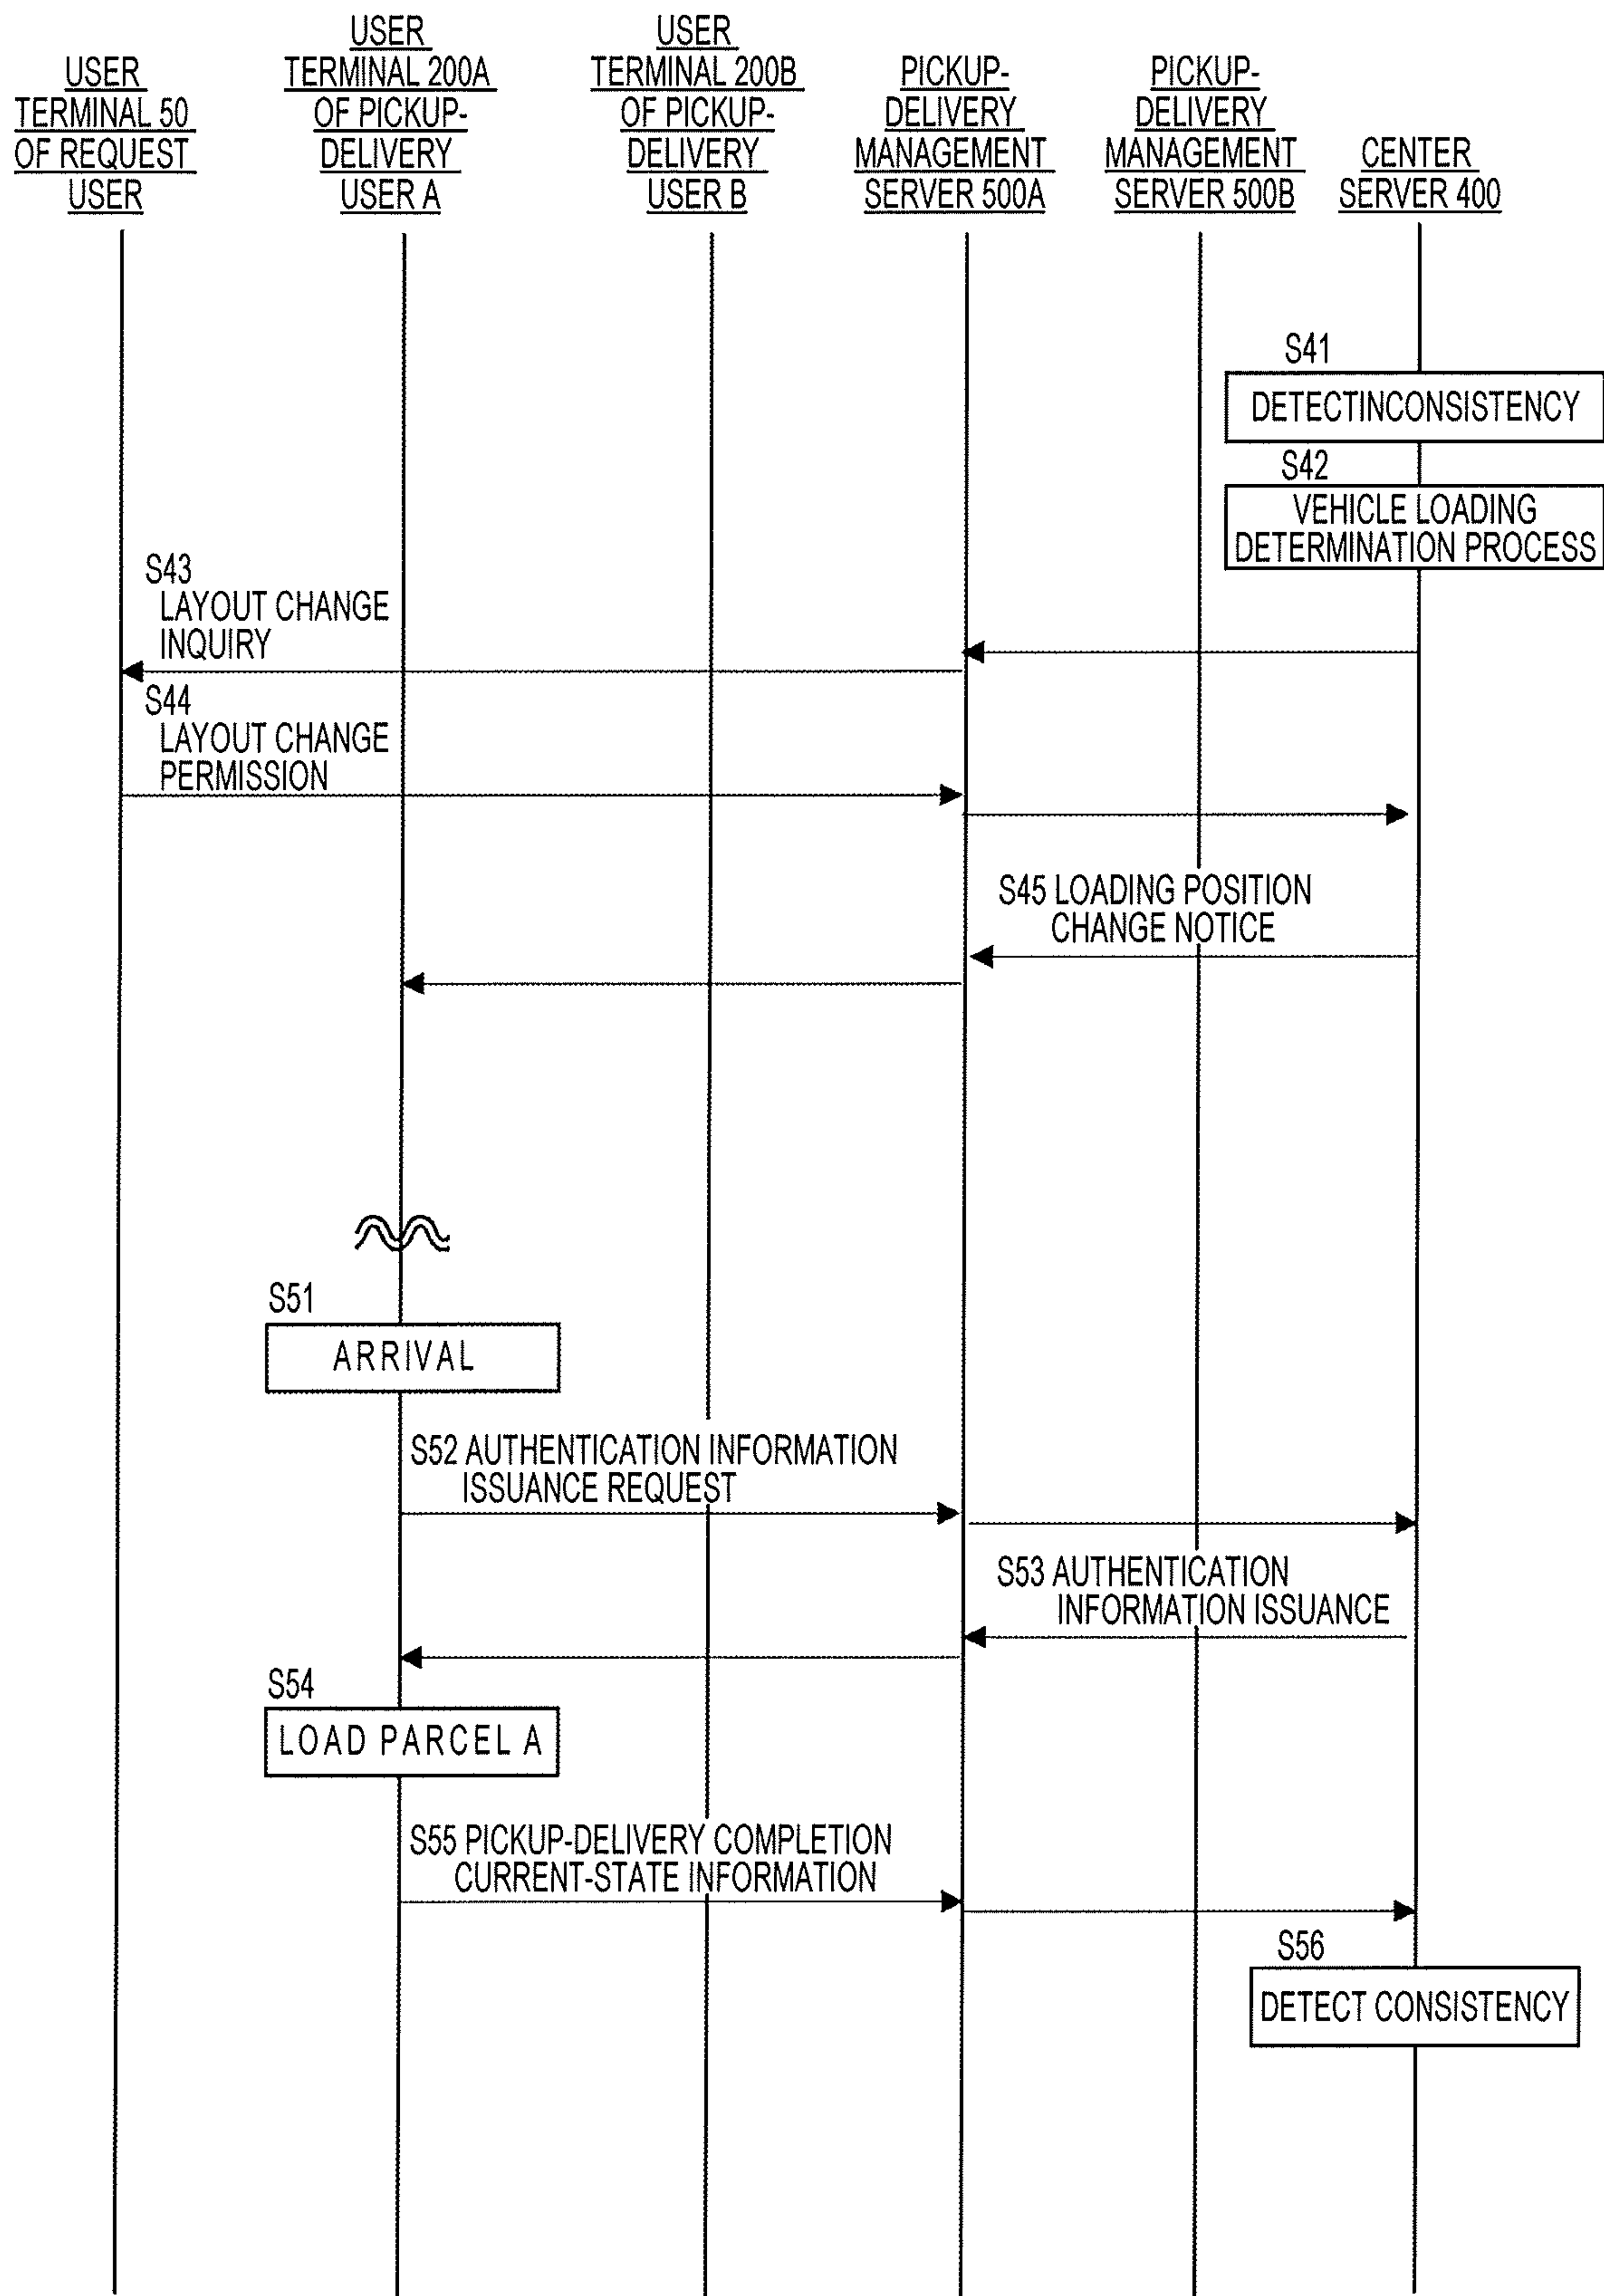 USER
TERMINAL 50
OF REQUEST
USER
USER
TERMINAL 200A
OF PICKUP-
DELIVERY
USER A
USER
TERMINAL 200B
OF PICKUP-
DELIVERY
USER B
PICKUP-
DELIVERY
MANAGEMENT
SERVER 500A
PICKUP-
DELIVERY
MANAGEMENT
SERVER 500B
CENTER
SERVER 400
S41
DETECTINCONSISTENCY
S42
VEHICLE LOADING
DETERMINATION PROCESS
S43
LAYOUT CHANGE
INQUIRY
S44
LAYOUT CHANGE
PERMISSION
S45 LOADING POSITION
CHANGE NOTICE
S51
ARRIVAL
S52 AUTHENTICATION INFORMATION
ISSUANCE REQUEST
S53 AUTHENTICATION
INFORMATION ISSUANCE
S54
LOAD PARCEL A
S55 PICKUP-DELIVERY COMPLETION
CURRENT-STATE INFORMATION
S56
DETECT CONSISTENCY